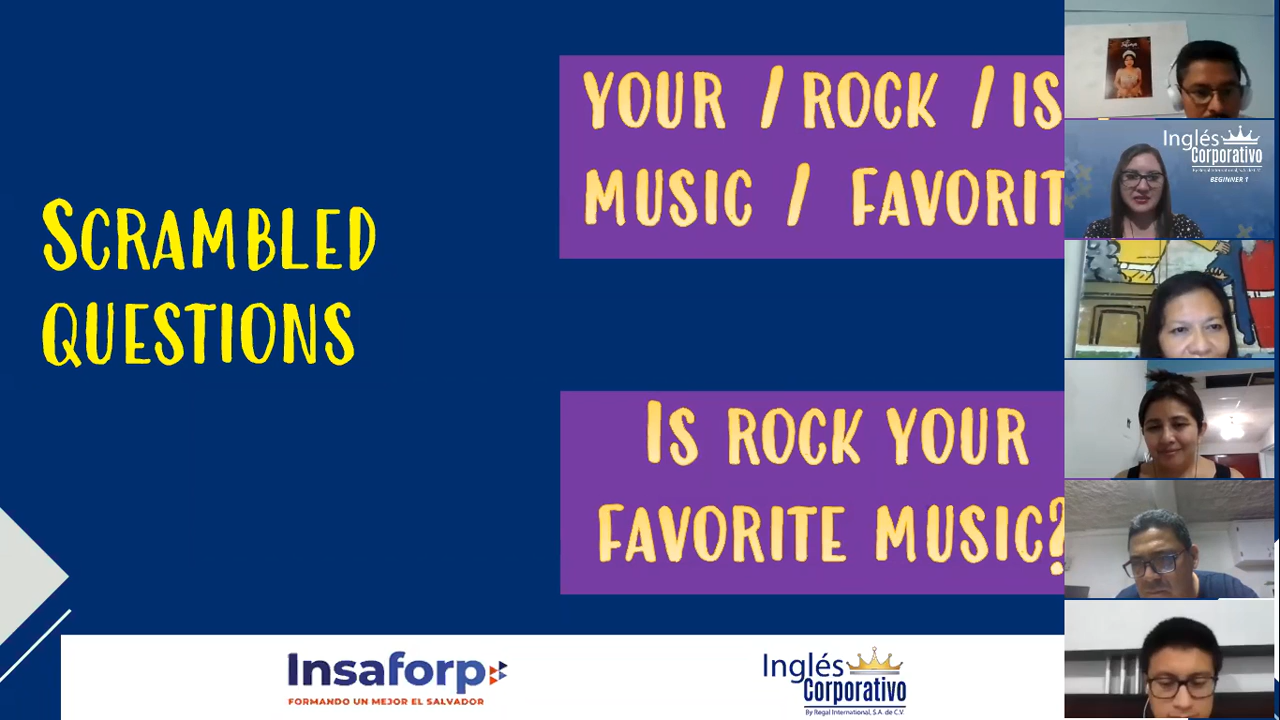 SCRAMBLED
QUESTIONS
YOUR / ROCK / IS
MUSIC / FAVORIT
IS ROCK YOUR
FAVORITE MUSIC?
Insaforp
FORMANDO UN MEJOR EL SALVADOR
Inglés
Corporativo
By Regal International, S.A. de C.V.
Inglés
Corporativo
BEGINNER 1